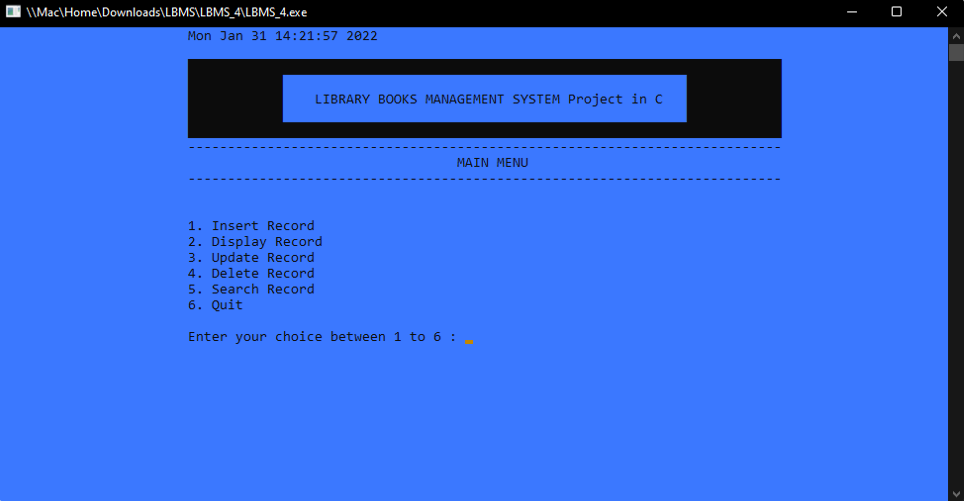 \\Mac\Home\Downloads\LBMS\LBMS_4\LBMS_4.exe
Mon Jan 31 14:21:57 2022
LIBRARY BOOKS MANAGEMENT SYSTEM Project in C
---------------------------------------------------------------------------
MAIN MENU
---------------------------------------------------------------------------
1. Insert Record
2. Display Record
3. Update Record
4. Delete Record
5. Search Record
6. Quit
Enter your choice between 1 to 6 :